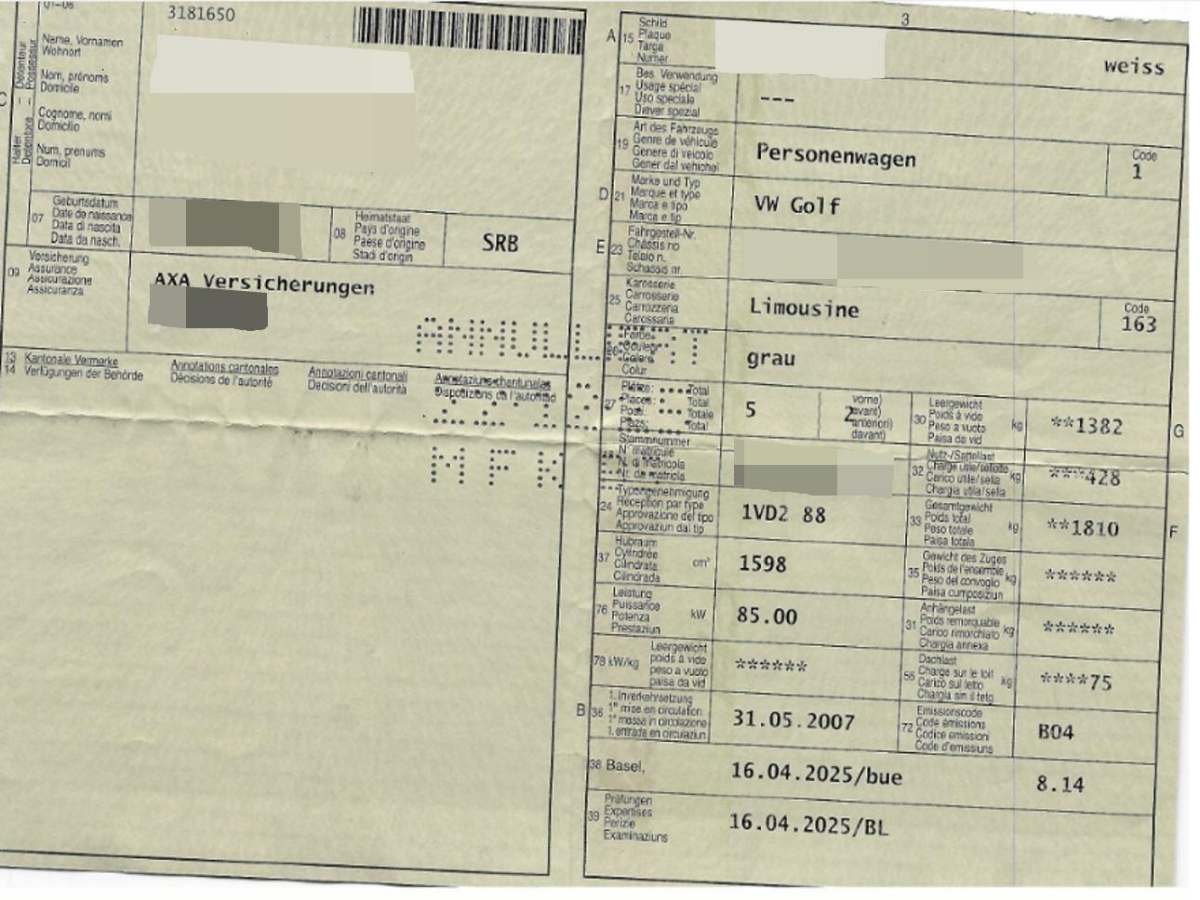 01-06
3181650
Halter – Détenteur
Detentore – Possessur
C
Name, Vornamen
Wohnort
Nom, prénoms
Domicile
Cognome, nomi
Domicilio
Num, prenums
Domicil
07
Geburtsdatum
Date de naissance
Data di nascita
Data da nasch.
08
Heimatstaat
Pays d'origine
Paese d'origine
Stadi d'origin
SRB
09
Versicherung
Assurance
Assicurazione
Assicuranza
AXA Versicherungen
ANNULLIERT
13
14
Kantonale Vermerke
Verfügungen der Behörde
Annotations cantonales
Décisions de l'autorité
Annotazioni cantonali
Decisioni dell'autorità
Annotaziuns chantunalas
Disposiziuns da l'autoritad
MFK
3
A
15
Schild
Plaque
Targa
Numer
weiss
17
Bes. Verwendung
Usage spécial
Uso speciale
Diever spezial
---
19
Art des Fahrzeugs
Genre de véhicule
Genere di veicolo
Gener dal vehichel
Personenwagen
Code
1
D
21
Marke und Typ
Marque et type
Marca e tipo
Marca e tip
VW Golf
E
23
Fahrgestell-Nr.
Châssis no
Telaio n.
Schassis nr.
25
Karosserie
Carrosserie
Carrozzeria
Carossaria
Limousine
Code
163
26
Farbe
Couleur
Colore
Colur
grau
27
Plätze: Total
Places: Total
Posti: Totale
Plazs: Total
5
2
vorne)
avant)
anteriori)
davant)
30
Leergewicht
Poids à vide
Peso a vuoto
Paisa da vid
kg
**1382
G
Stammnummer
N° matricule
N. di matricola
Nr. da matricla
32
Nutz-/Sattellast
Charge utile/sellette
Carico utile/sella
Chargia utila/sella
kg
***428
24
Typengenehmigung
Réception par type
Approvazione del tipo
Approvaziun dal tip
1VD2 88
33
Gesamtgewicht
Poids total
Peso totale
Paisa totala
kg
**1810
F
37
Hubraum
Cylindrée
Cilindrata
Cilindrada
cm³
1598
35
Gewicht des Zuges
Poids de l'ensemble
Peso del convoglio
Paisa cumposiziun
kg
******
76
Leistung
Puissance
Potenza
Prestaziun
kW
85.00
31
Anhängelast
Poids remorquable
Carico rimorchiato
Chargia annexa
kg
******
78 kW/kg
Leergewicht
poids à vide
peso a vuoto
paisa da vid
******
55
Dachlast
Charge sur le toit
Carico sul tetto
Chargia sin il tetg
kg
****75
B
36
1. Inverkehrsetzung
1re mise en circulation
1a messa in circolazione
1. entrada en circulaziun
31.05.2007
72
Emissionscode
Code émissions
Codice emissioni
Code d'emissiuns
B04
38 Basel,
16.04.2025/bue
8.14
39
Prüfungen
Expertises
Perizie
Examinaziuns
16.04.2025/BL